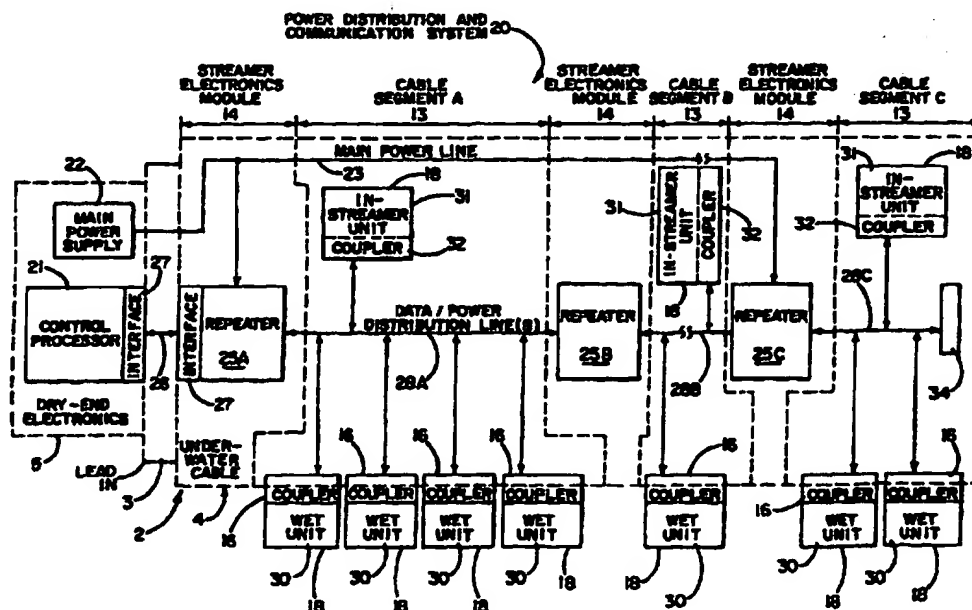 POWER DISTRIBUTION AND
COMMUNICATION SYSTEM 20
STREAMER
ELECTRONICS
MODULE
14
CABLE
SEGMENT A
13
STREAMER
ELECTRONICS
MODULE
14
CABLE
SEGMENT B
13
STREAMER
ELECTRONICS
MODULE
14
CABLE
SEGMENT C
13
MAIN POWER LINE
23
22
MAIN
POWER
SUPPLY
18
IN-
STREAMER
UNIT
31
COUPLER
32
31
IN-STREAMER
UNIT
COUPLER
18
31
18
IN-
STREAMER
UNIT
32
COUPLER
21
27
CONTROL
PROCESSOR
INTERFACE
26
INTERFACE
27
REPEATER
25A
DATA / POWER
DISTRIBUTION LINE(S)
28A
REPEATER
25B
28B
REPEATER
25C
28C
34
DRY-END
ELECTRONICS
5
LEAD
IN
3
2
UNDER-
WATER
CABLE
4
16
COUPLER
WET
UNIT
30
18
16
COUPLER
WET
UNIT
30
18
16
COUPLER
WET
UNIT
30
18
16
COUPLER
WET
UNIT
30
18
16
COUPLER
WET
UNIT
18
30
16
COUPLER
WET
UNIT
30
18
16
COUPLER
WET
UNIT
30
18